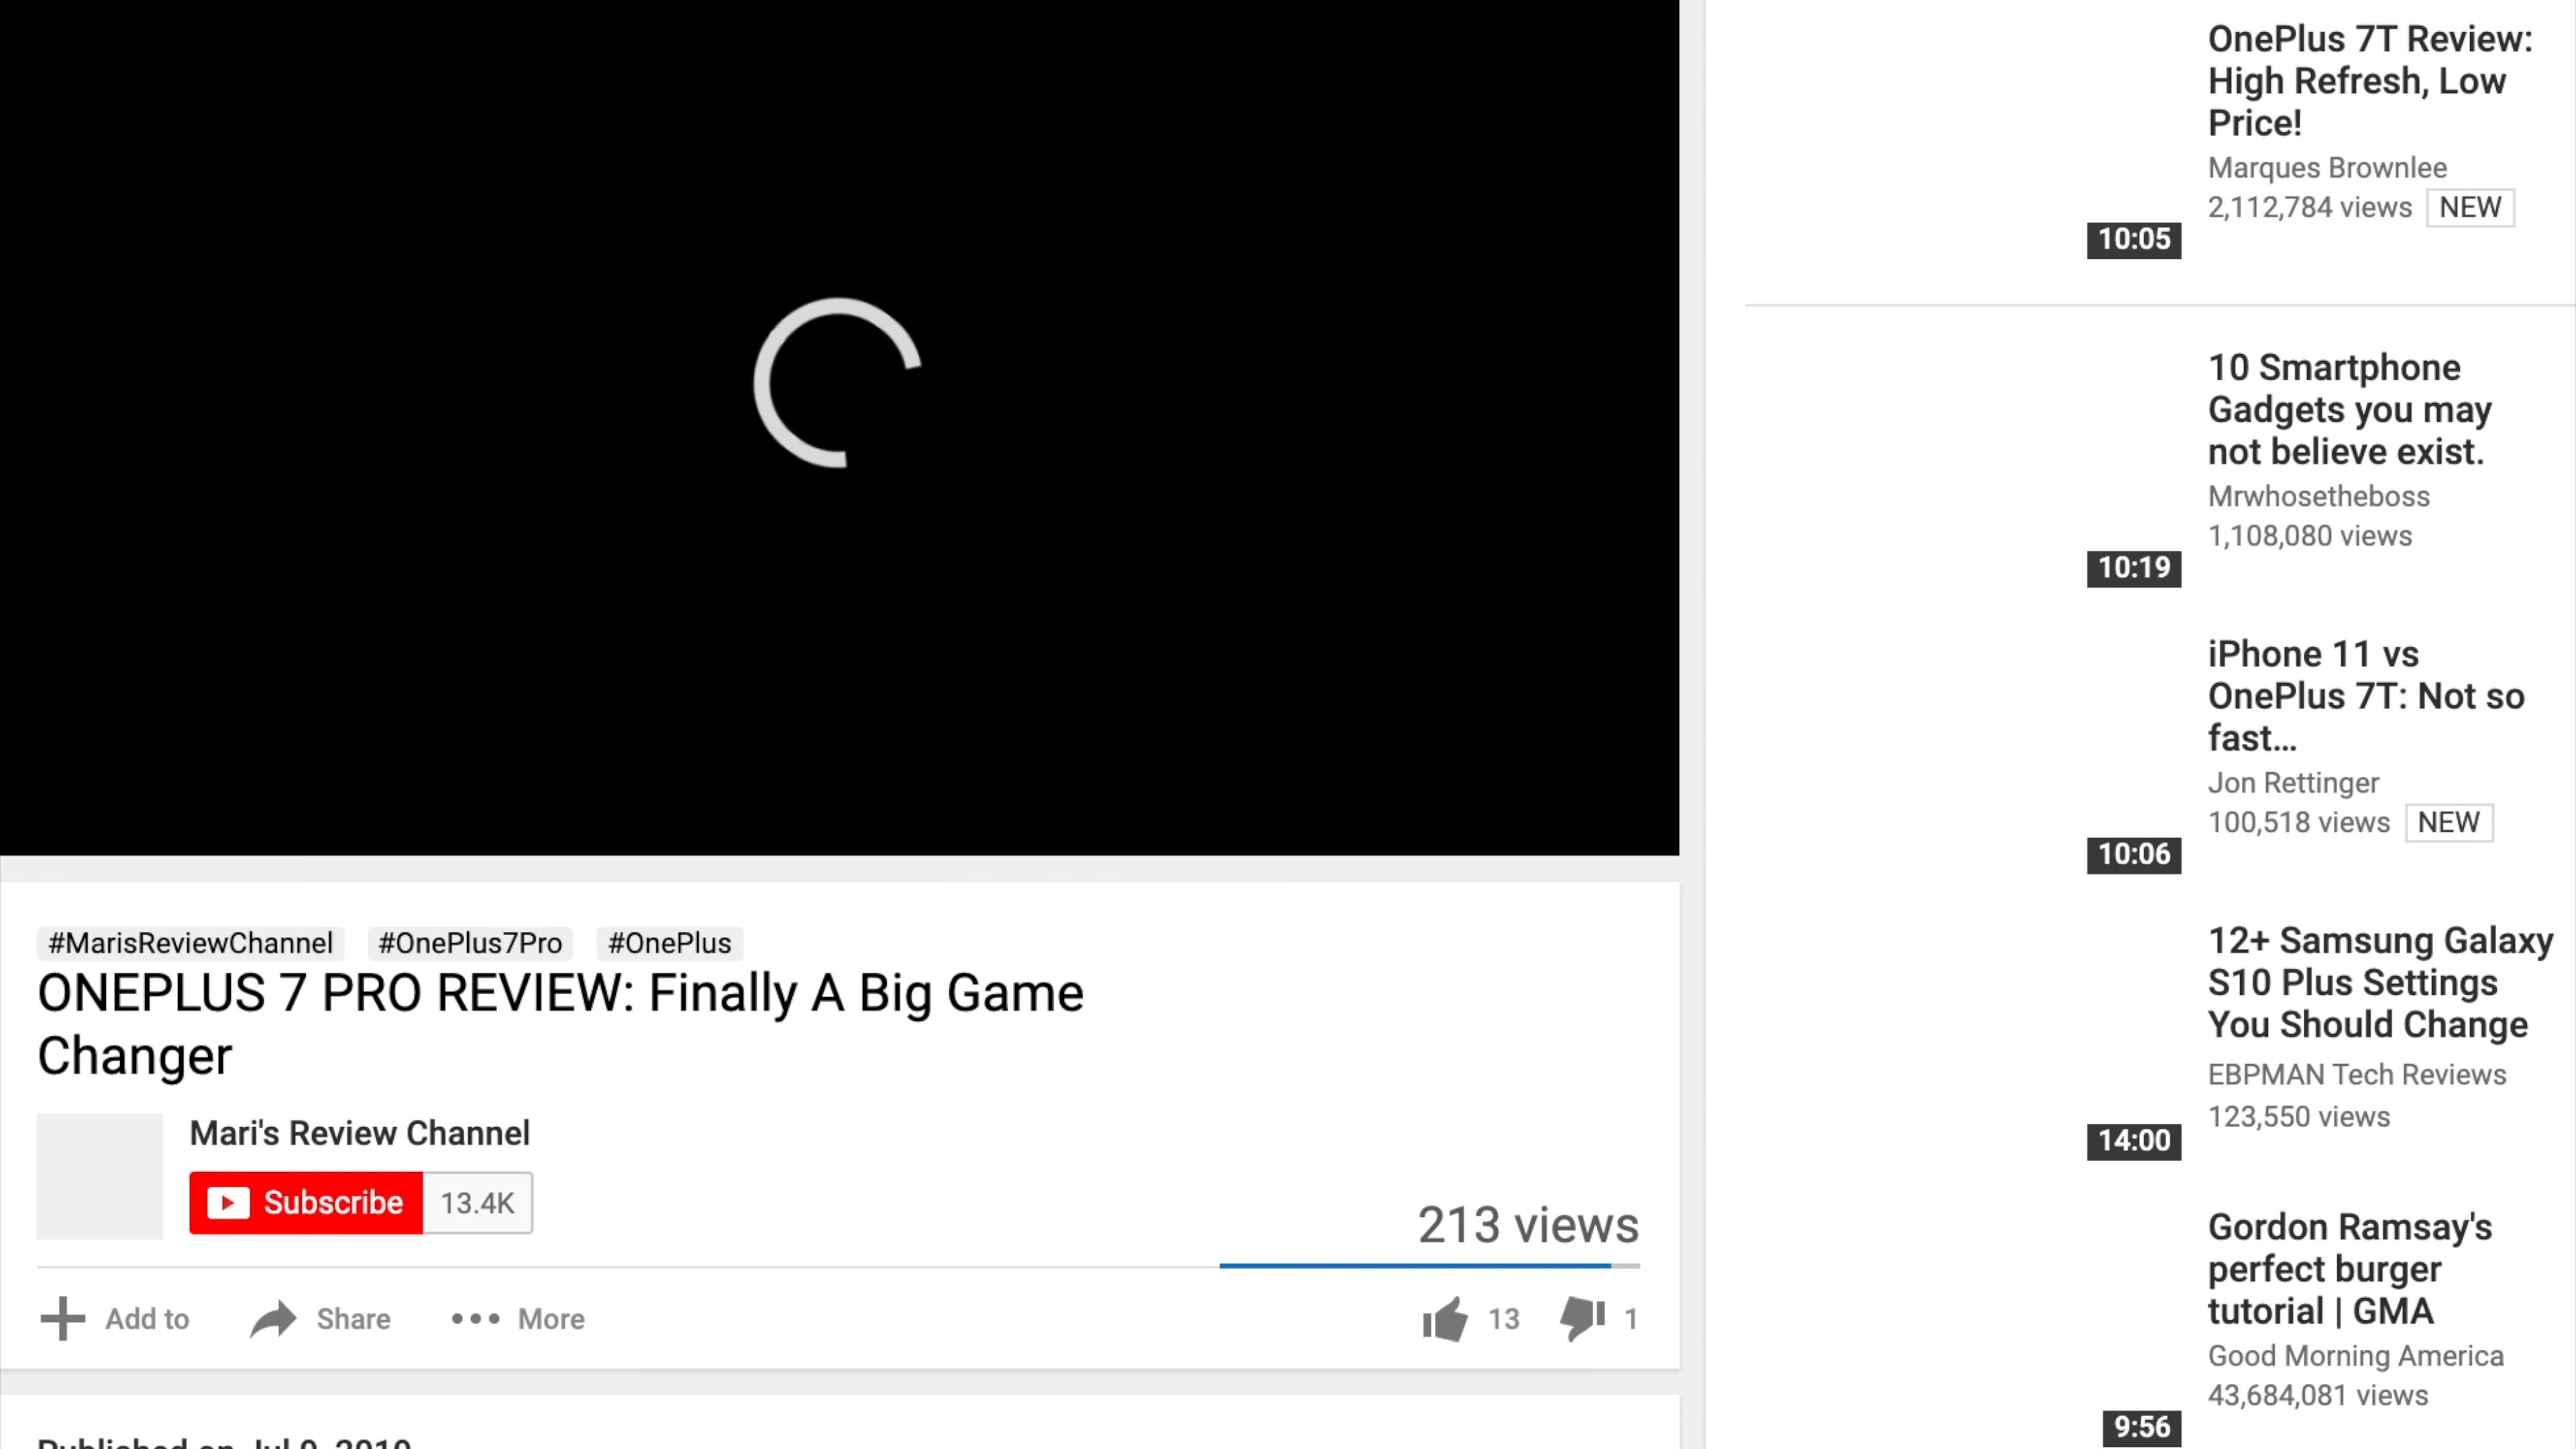 #MarisReviewChannel #OnePlus7Pro #OnePlus
ONEPLUS 7 PRO REVIEW: Finally A Big Game
Changer
Mari's Review Channel
Subscribe 13.4K
213 views
Add to Share More 13 1
Published on Jul 9, 2019
OnePlus 7T Review:
High Refresh, Low
Price!
Marques Brownlee
2,112,784 views NEW
10:05
10 Smartphone
Gadgets you may
not believe exist.
Mrwhosetheboss
1,108,080 views
10:19
iPhone 11 vs
OnePlus 7T: Not so
fast...
Jon Rettinger
100,518 views NEW
10:06
12+ Samsung Galaxy
S10 Plus Settings
You Should Change
EBPMAN Tech Reviews
123,550 views
14:00
Gordon Ramsay's
perfect burger
tutorial | GMA
Good Morning America
43,684,081 views
9:56